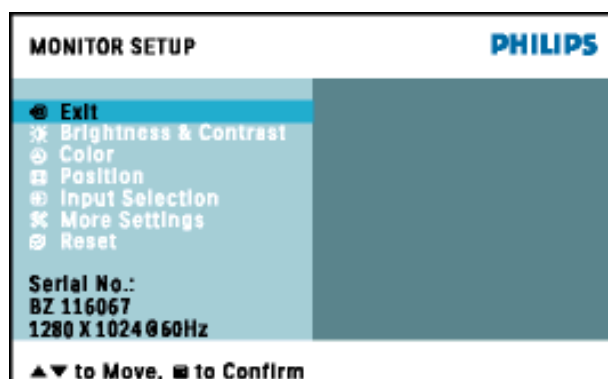 MONITOR SETUP
PHILIPS
Exit
Brightness & Contrast
Color
Position
Input Selection
More Settings
Reset
Serial No.:
BZ 116067
1280 X 1024@60Hz
▲▼ to Move, to Confirm